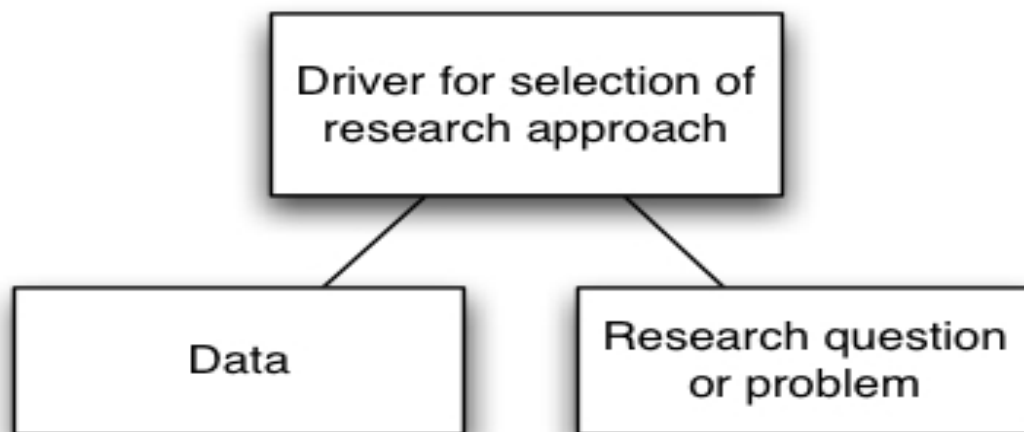 Driver for selection of
research approach
Data
Research question
or problem